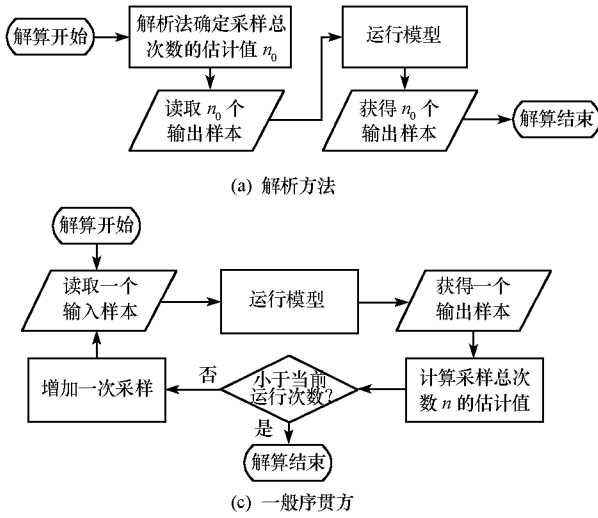 解算开始
解析法确定采样总
次数的估计值 n₀
读取 n₀ 个
输出样本
运行模型
获得 n₀ 个
输出样本
解算结束
(a) 解析方法
解算开始
读取一个
输入样本
运行模型
获得一个
输出样本
计算采样总次
数 n 的估计值
小于当前
运行次数?
否
增加一次采样
是
解算结束
(c) 一般序贯方